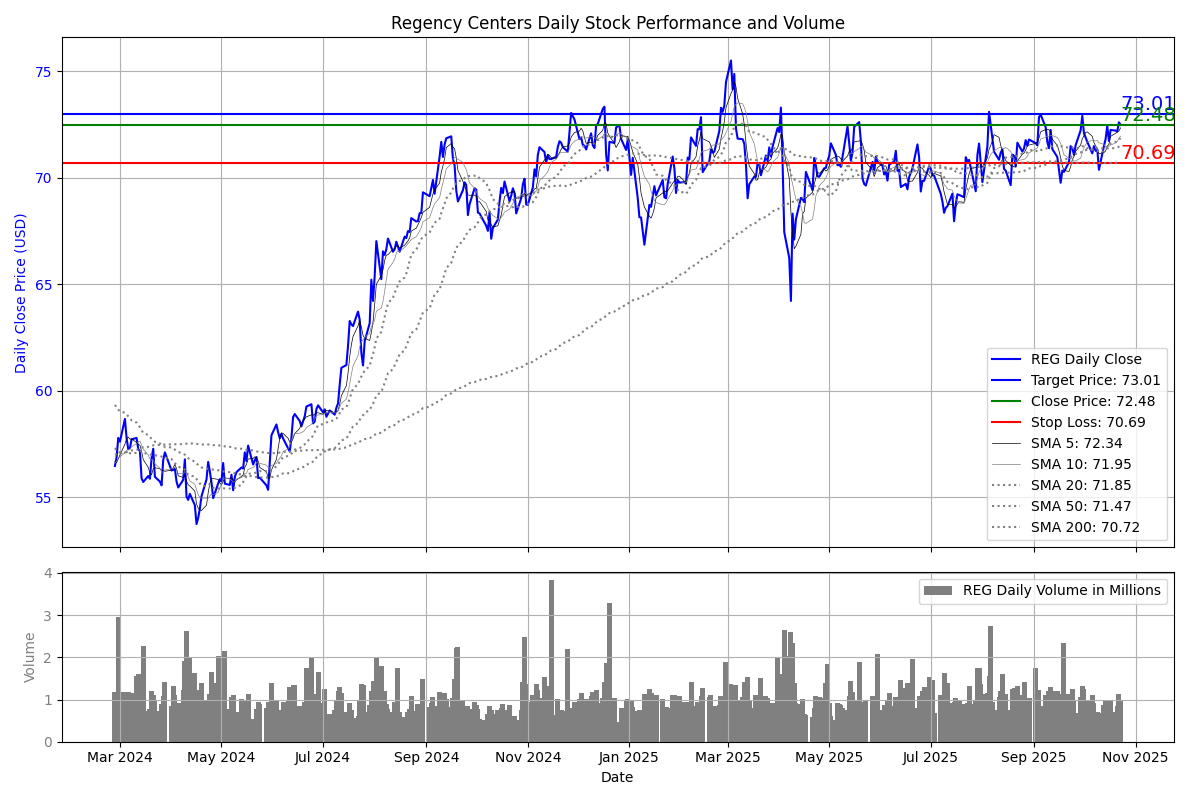 Regency Centers Daily Stock Performance and Volume
Daily Close Price (USD)
75
70
65
60
55
73.01
72.48
70.69
REG Daily Close
Target Price: 73.01
Close Price: 72.48
Stop Loss: 70.69
SMA 5: 72.34
SMA 10: 71.95
SMA 20: 71.85
SMA 50: 71.47
SMA 200: 70.72
Volume
4
3
2
1
0
REG Daily Volume in Millions
Mar 2024 May 2024 Jul 2024 Sep 2024 Nov 2024 Jan 2025 Mar 2025 May 2025 Jul 2025 Sep 2025 Nov 2025
Date